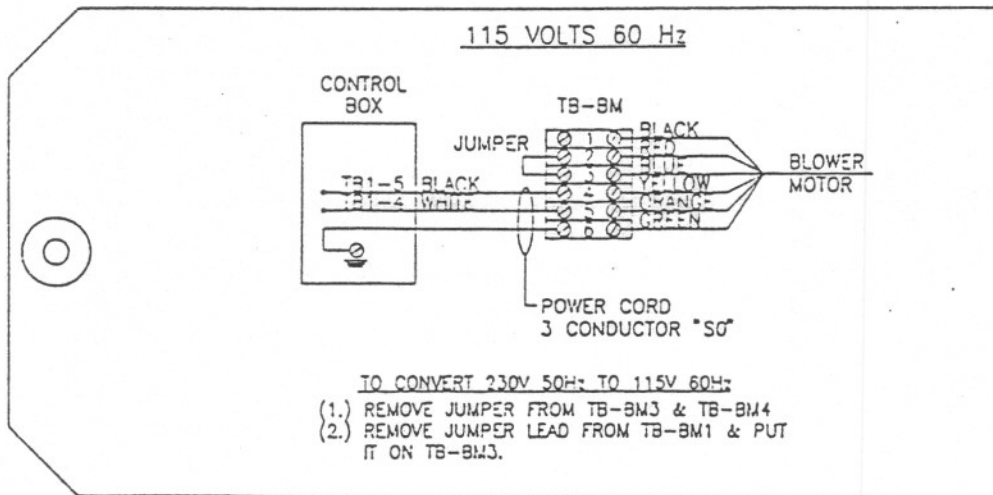 115 VOLTS 60 Hz
CONTROL
BOX
TB-BM
JUMPER
1 BLACK
2 RED
3 BLUE
TB1-5 BLACK 4 YELLOW
TB1-4 WHITE 5 ORANGE
6 GREEN
BLOWER
MOTOR
POWER CORD
3 CONDUCTOR "SO"
TO CONVERT 230V 50Hz TO 115V 60Hz
(1.) REMOVE JUMPER FROM TB-BM3 & TB-BM4
(2.) REMOVE JUMPER LEAD FROM TB-BM1 & PUT
IT ON TB-BM3.